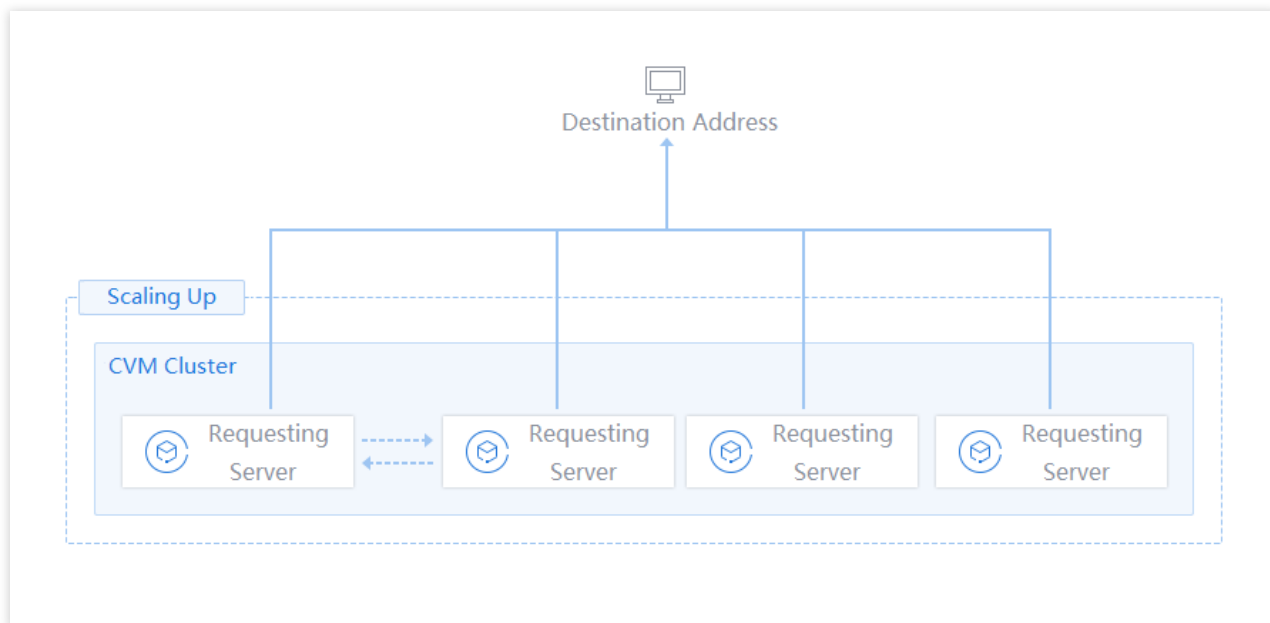 Destination Address
Scaling Up
CVM Cluster
Requesting
Server
Requesting
Server
Requesting
Server
Requesting
Server